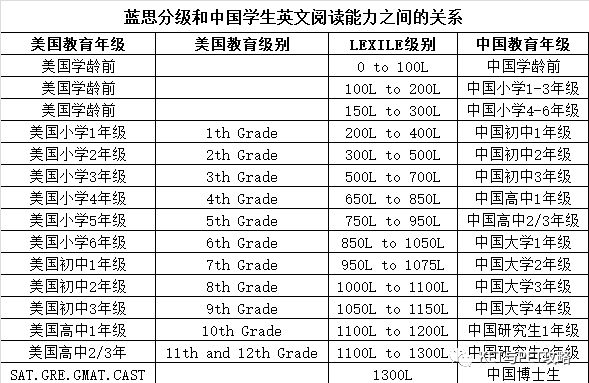 蓝思分级和中国学生英文阅读能力之间的关系
美国教育年级 美国教育级别 LEXILE级别 中国教育年级
美国学龄前 0 to 100L 中国学龄前
美国学龄前 100L to 200L 中国小学1-3年级
美国学龄前 150L to 300L 中国小学4-6年级
美国小学1年级 1th Grade 200L to 400L 中国初中1年级
美国小学2年级 2th Grade 300L to 500L 中国初中2年级
美国小学3年级 3th Grade 500L to 700L 中国初中3年级
美国小学4年级 4th Grade 650L to 850L 中国高中1年级
美国小学5年级 5th Grade 750L to 950L 中国高中2/3年级
美国小学6年级 6th Grade 850L to 1050L 中国大学1年级
美国初中1年级 7th Grade 950L to 1075L 中国大学2年级
美国初中2年级 8th Grade 1000L to 1100L 中国大学3年级
美国初中3年级 9th Grade 1050L to 1150L 中国大学4年级
美国高中1年级 10th Grade 1100L to 1200L 中国研究生1年级
美国高中2/3年 11th and 12th Grade 1100L to 1300L 中国研究生2年级
SAT.GRE.GMAT.CAST 1300L 中国博士生